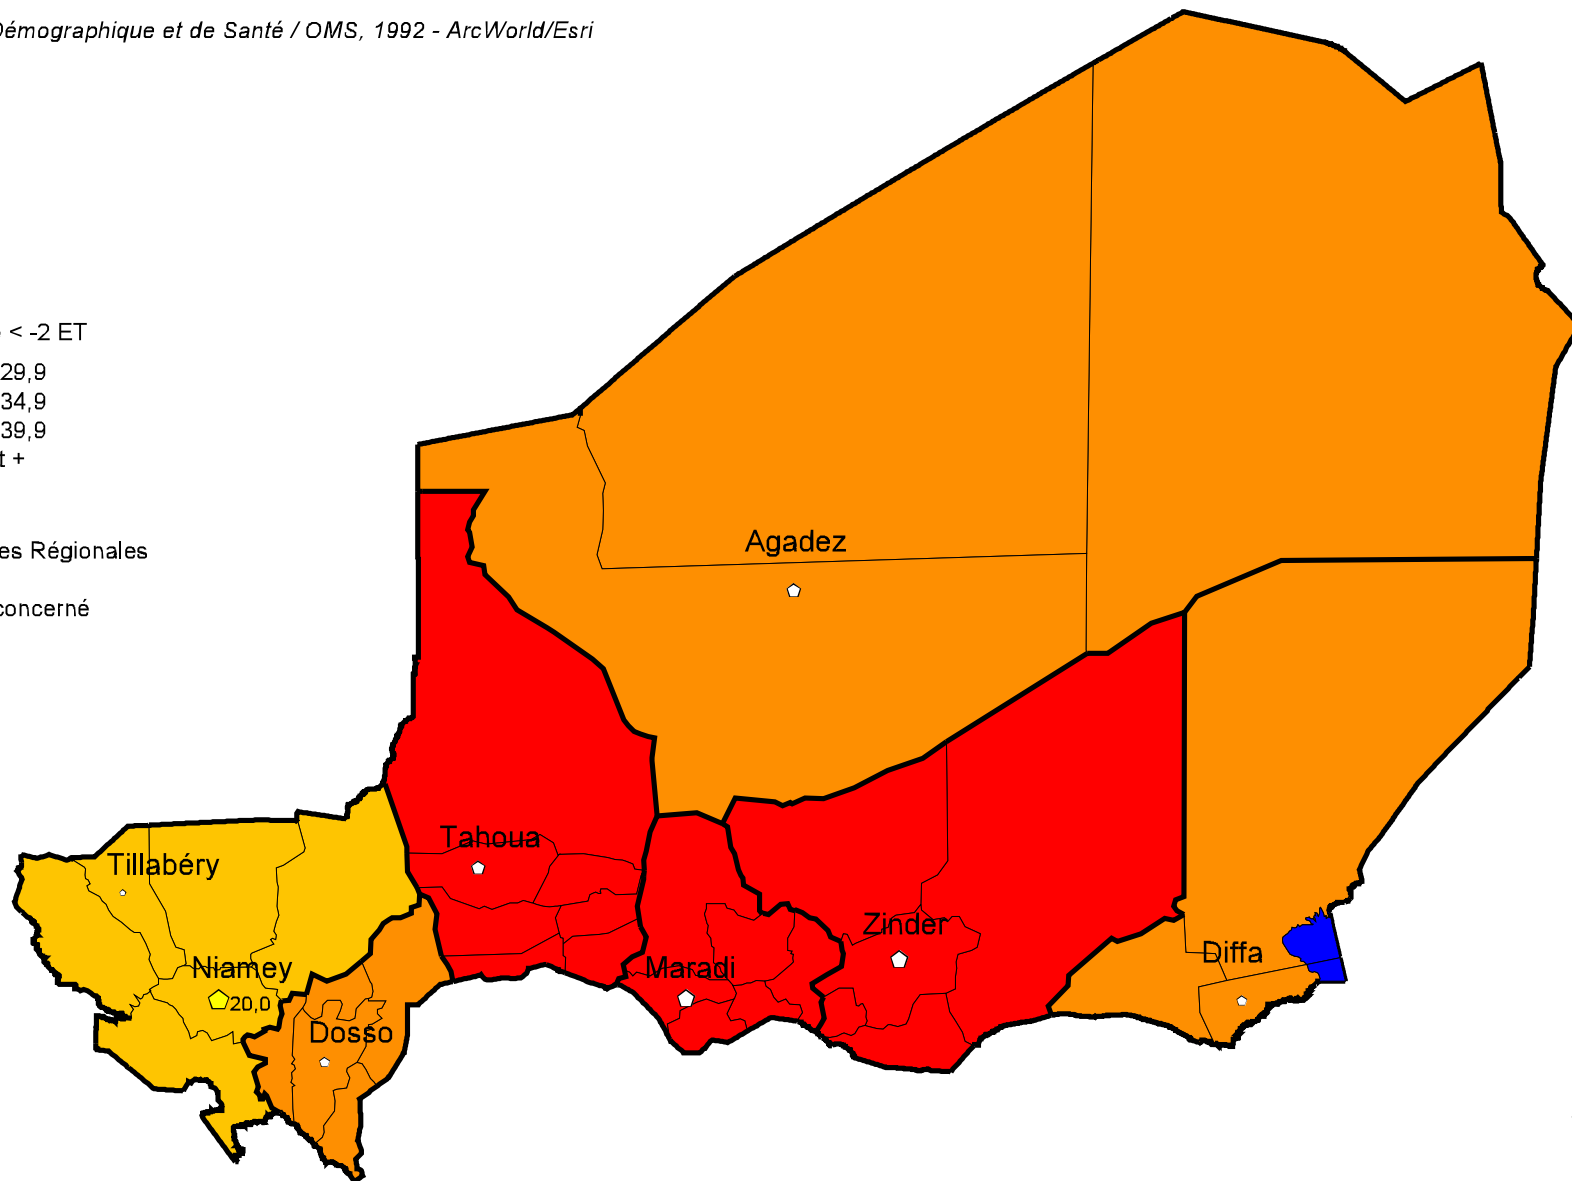 Démographique et de Santé / OMS, 1992 - ArcWorld/Esri
< -2 ET
29,9
34,9
39,9
t +
es Régionales
concerné
Agadez
Tahoua
Tillabéry
Zinder
Diffa
Niamey
Maradi
20,0
Dosso